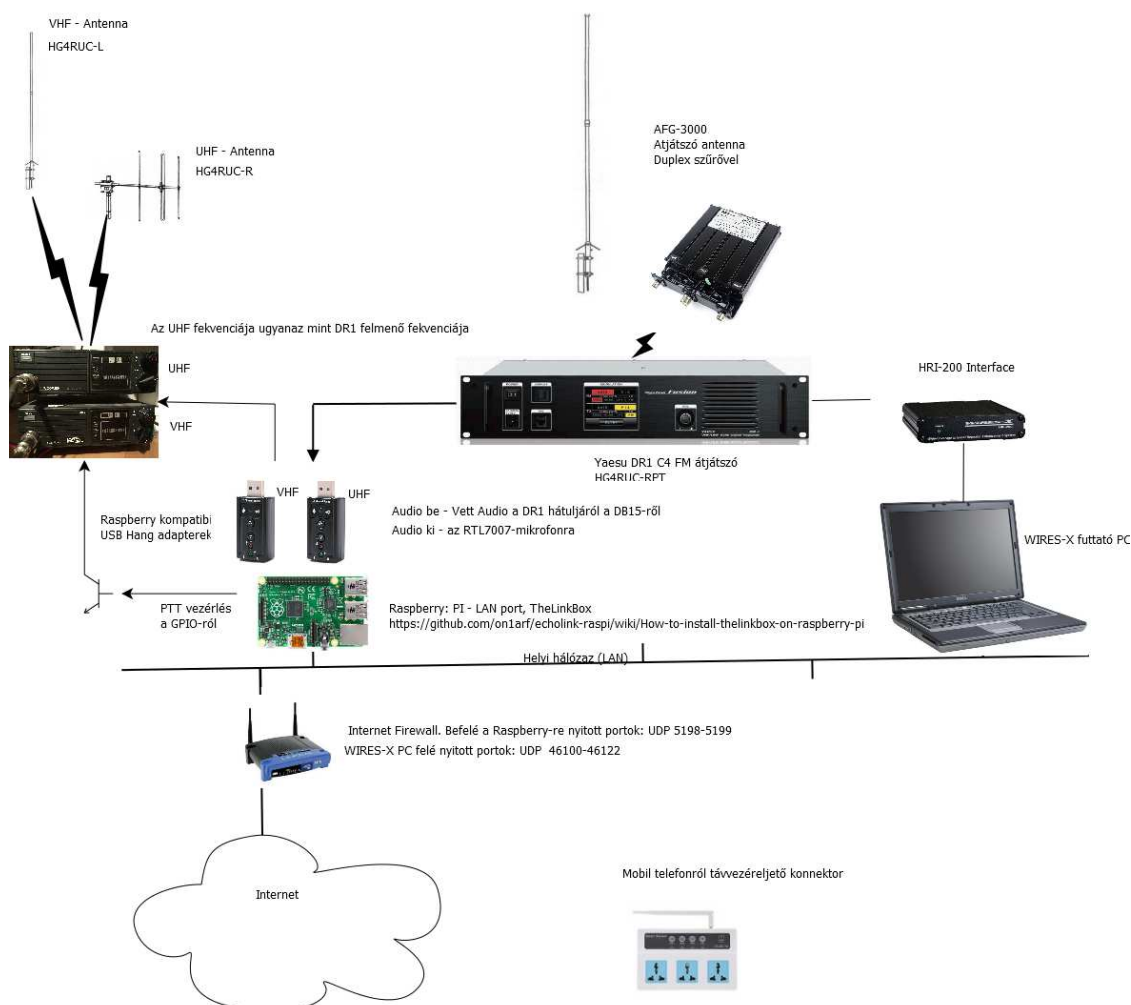 VHF - Antenna
HG4RUC-L
UHF - Antenna
HG4RUC-R
AFG-3000
Atjátszó antenna
Duplex szűrővel
Az UHF fekvenciája ugyanaz mint DR1 felmenő fekvenciája
UHF
VHF
HRI-200 Interface
WIRES-X
Fusion
Yaesu DR1 C4 FM átjátszó
HG4RUC-RPT
VHF
UHF
Audio be - Vett Audio a DR1 hátuljáról a DB15-ről
Audio ki - az RTL7007-mikrofonra
Raspberry kompatibi
USB Hang adapterek
WIRES-X futtató PC
PTT vezérlés
a GPIO-ról
Raspberry: PI - LAN port, TheLinkBox
https://github.com/on1arf/echolink-raspi/wiki/How-to-install-thelinkbox-on-raspberry-pi
Helyi hálózaz (LAN)
Internet Firewall. Befelé a Raspberry-re nyitott portok: UDP 5198-5199
WIRES-X PC felé nyitott portok: UDP 46100-46122
Internet
Mobil telefonról távvezéreljető konnektor